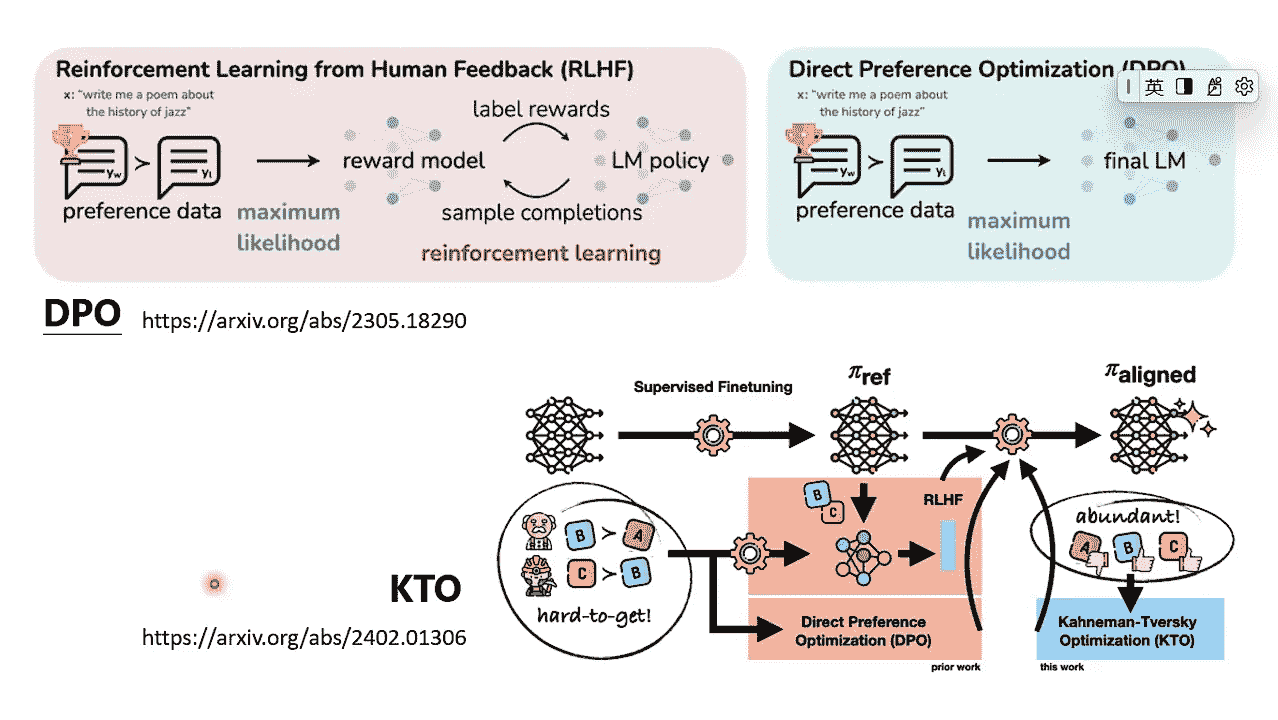 Reinforcement Learning from Human Feedback (RLHF)
x: “write me a poem about
the history of jazz”
label rewards
yw
>
yl
reward model
LM policy
preference data
maximum
likelihood
sample completions
reinforcement learning
Direct Preference Optimization (DPO)
英
x: “write me a poem about
the history of jazz”
yw
>
yl
final LM
preference data
maximum
likelihood
DPO https://arxiv.org/abs/2305.18290
Supervised Finetuning
πref
πaligned
B
C
RLHF
B > A
C > B
hard-to-get!
abundant!
A B C
KTO
https://arxiv.org/abs/2402.01306
Direct Preference
Optimization (DPO)
prior work
Kahneman-Tversky
Optimization (KTO)
this work